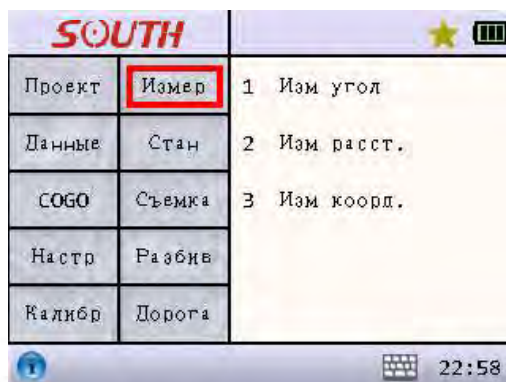 SOUTH
Проект Измер 1 Изм угол
Данные Стан 2 Изм расст.
COGO Съемка 3 Изм коорд.
Настр Разбив
Калибр Дорога
22:58